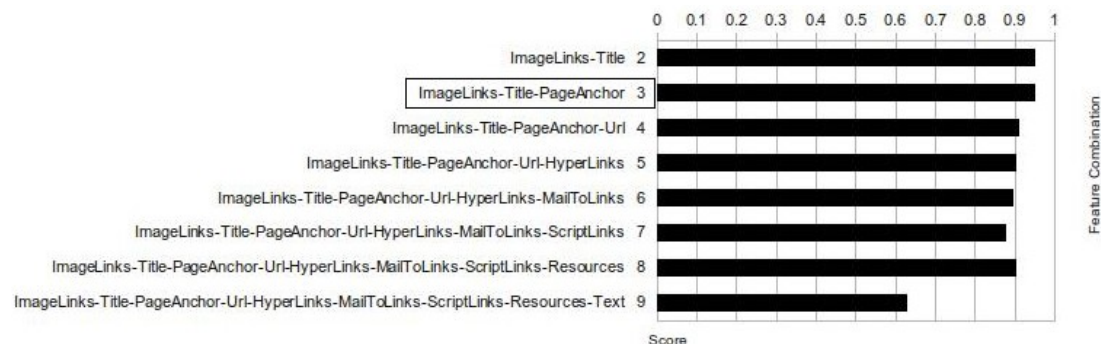 0 0.1 0.2 0.3 0.4 0.5 0.6 0.7 0.8 0.9 1
ImageLinks-Title 2
ImageLinks-Title-PageAnchor 3
ImageLinks-Title-PageAnchor-Url 4
ImageLinks-Title-PageAnchor-Url-HyperLinks 5
ImageLinks-Title-PageAnchor-Url-HyperLinks-MailToLinks 6
ImageLinks-Title-PageAnchor-Url-HyperLinks-MailToLinks-ScriptLinks 7
ImageLinks-Title-PageAnchor-Url-HyperLinks-MailToLinks-ScriptLinks-Resources 8
ImageLinks-Title-PageAnchor-Url-HyperLinks-MailToLinks-ScriptLinks-Resources-Text 9
Feature Combination
Score